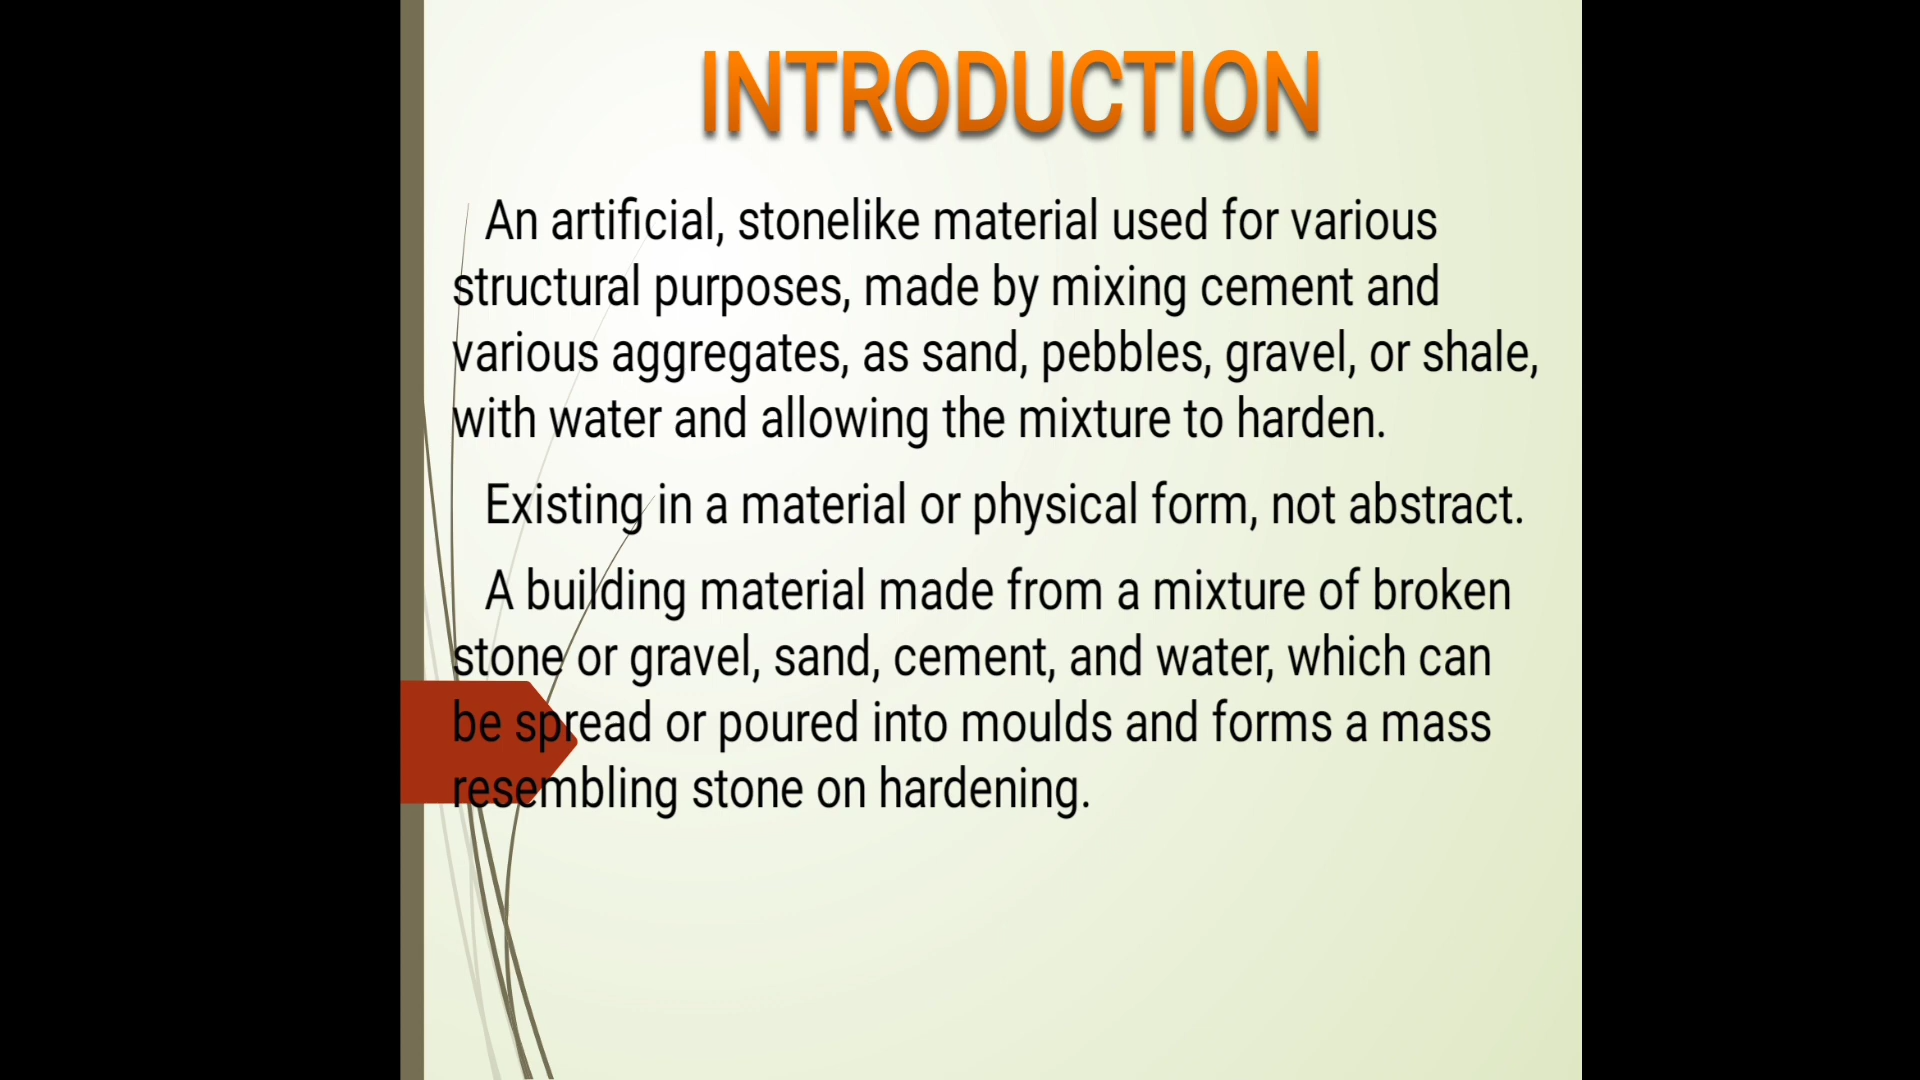 INTRODUCTION
An artificial, stonelike material used for various
structural purposes, made by mixing cement and
various aggregates, as sand, pebbles, gravel, or shale,
with water and allowing the mixture to harden.
Existing in a material or physical form, not abstract.
A building material made from a mixture of broken
stone or gravel, sand, cement, and water, which can
be spread or poured into moulds and forms a mass
resembling stone on hardening.